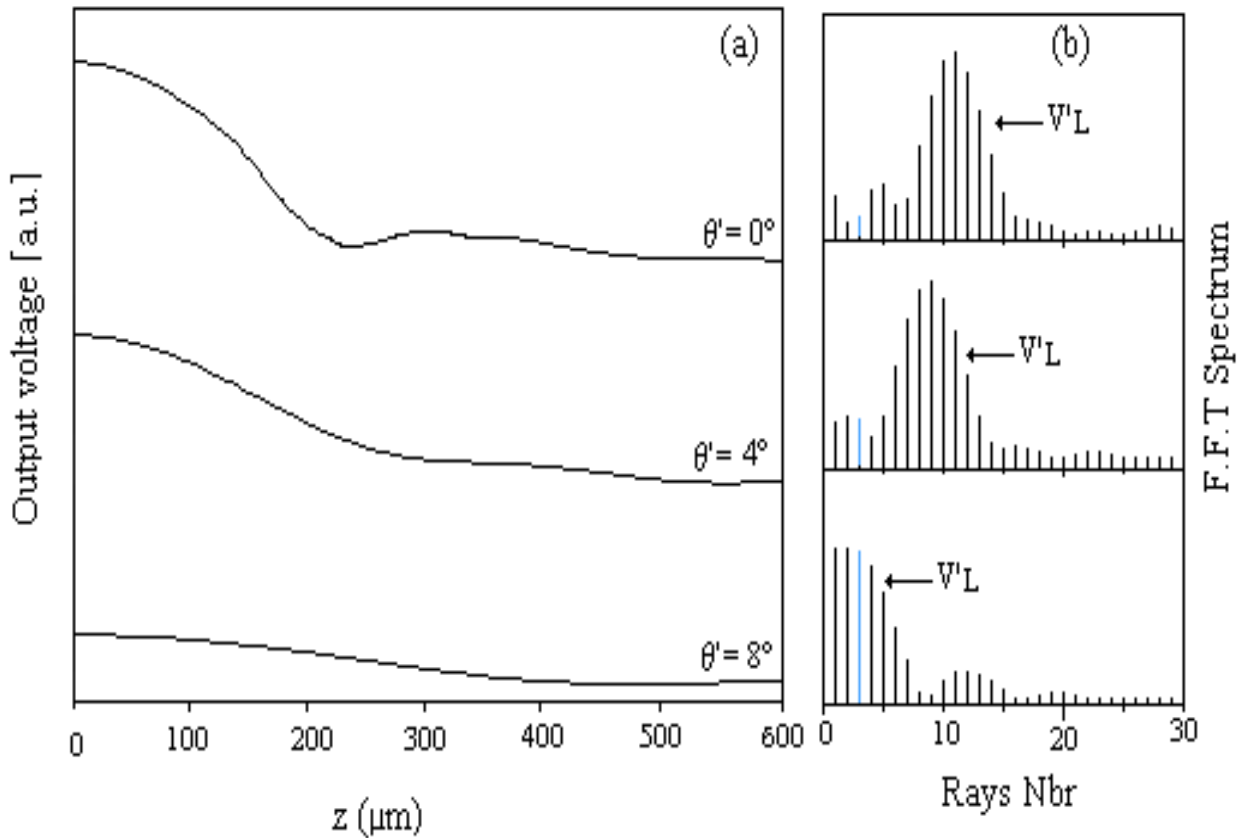 (a)
(b)
Output voltage [a.u.]
θ'= 0°
θ'= 4°
θ'= 8°
0 100 200 300 400 500 600
z (µm)
V'L
V'L
V'L
0 10 20 30
Rays Nbr
F.F.T Spectrum